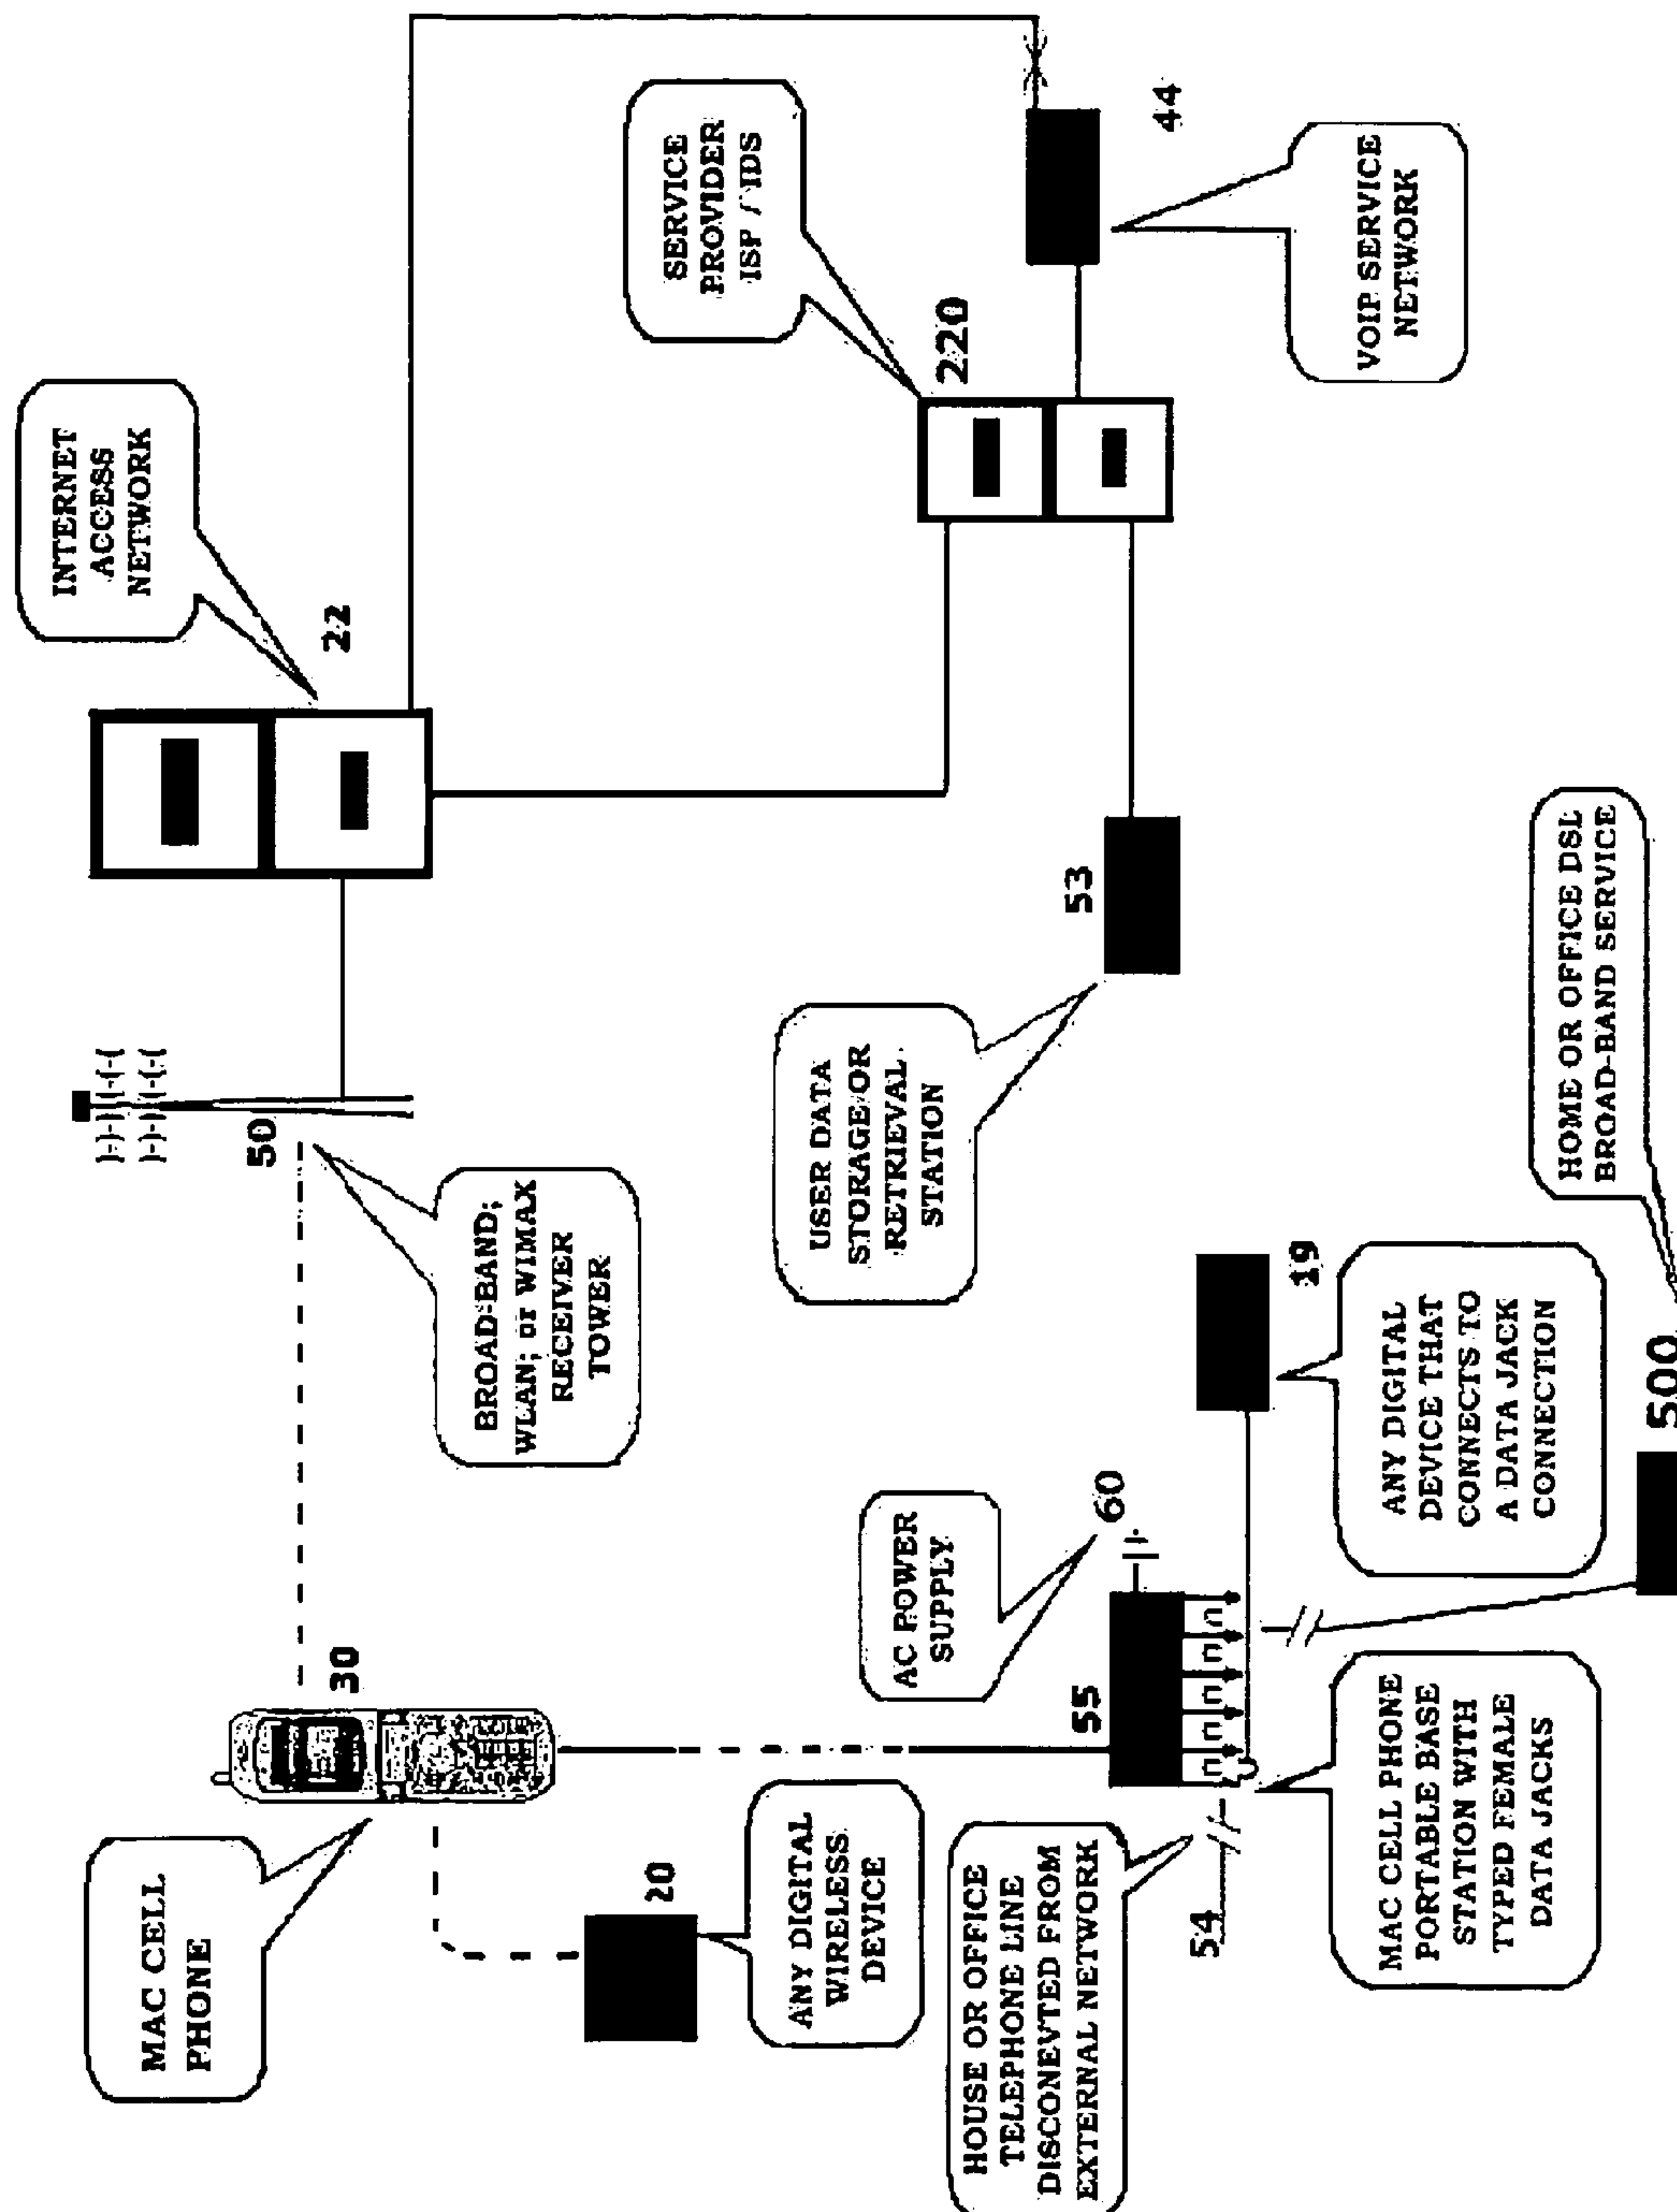 MAC CELL
PHONE
30
20
ANY DIGITAL
WIRELESS
DEVICE
50
BROAD-BAND;
WLAN; or WIMAX
RECEIVER
TOWER
INTERNET
ACCESS
NETWORK
22
SERVICE
PROVIDER
ISP / IDS
220
44
VOIP SERVICE
NETWORK
USER DATA
STORAGE/OR
RETRIEVAL
STATION
53
HOUSE OR OFFICE
TELEPHONE LINE
DISCONEVTED FROM
EXTERNAL NETWORK
54
55
AC POWER
SUPPLY
60
19
MAC CELL PHONE
PORTABLE BASE
STATION WITH
TYPED FEMALE
DATA JACKS
ANY DIGITAL
DEVICE THAT
CONNECTS TO
A DATA JACK
CONNECTION
HOME OR OFFICE DSL
BROAD-BAND SERVICE
500